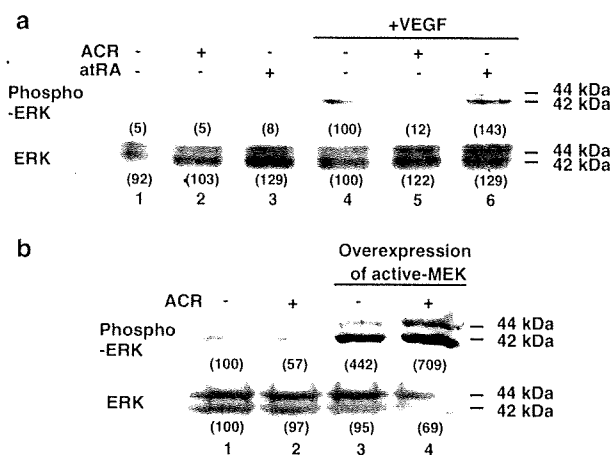 a
+VEGF
ACR - + - - + -
atRA - - + - - +
Phospho
-ERK
44 kDa
42 kDa
(5) (5) (8) (100) (12) (143)
ERK
44 kDa
42 kDa
(92) (103) (129) (100) (122) (129)
1 2 3 4 5 6
b
Overexpression
of active-MEK
ACR - + - +
Phospho
-ERK
44 kDa
42 kDa
(100) (57) (442) (709)
ERK
44 kDa
42 kDa
(100) (97) (95) (69)
1 2 3 4